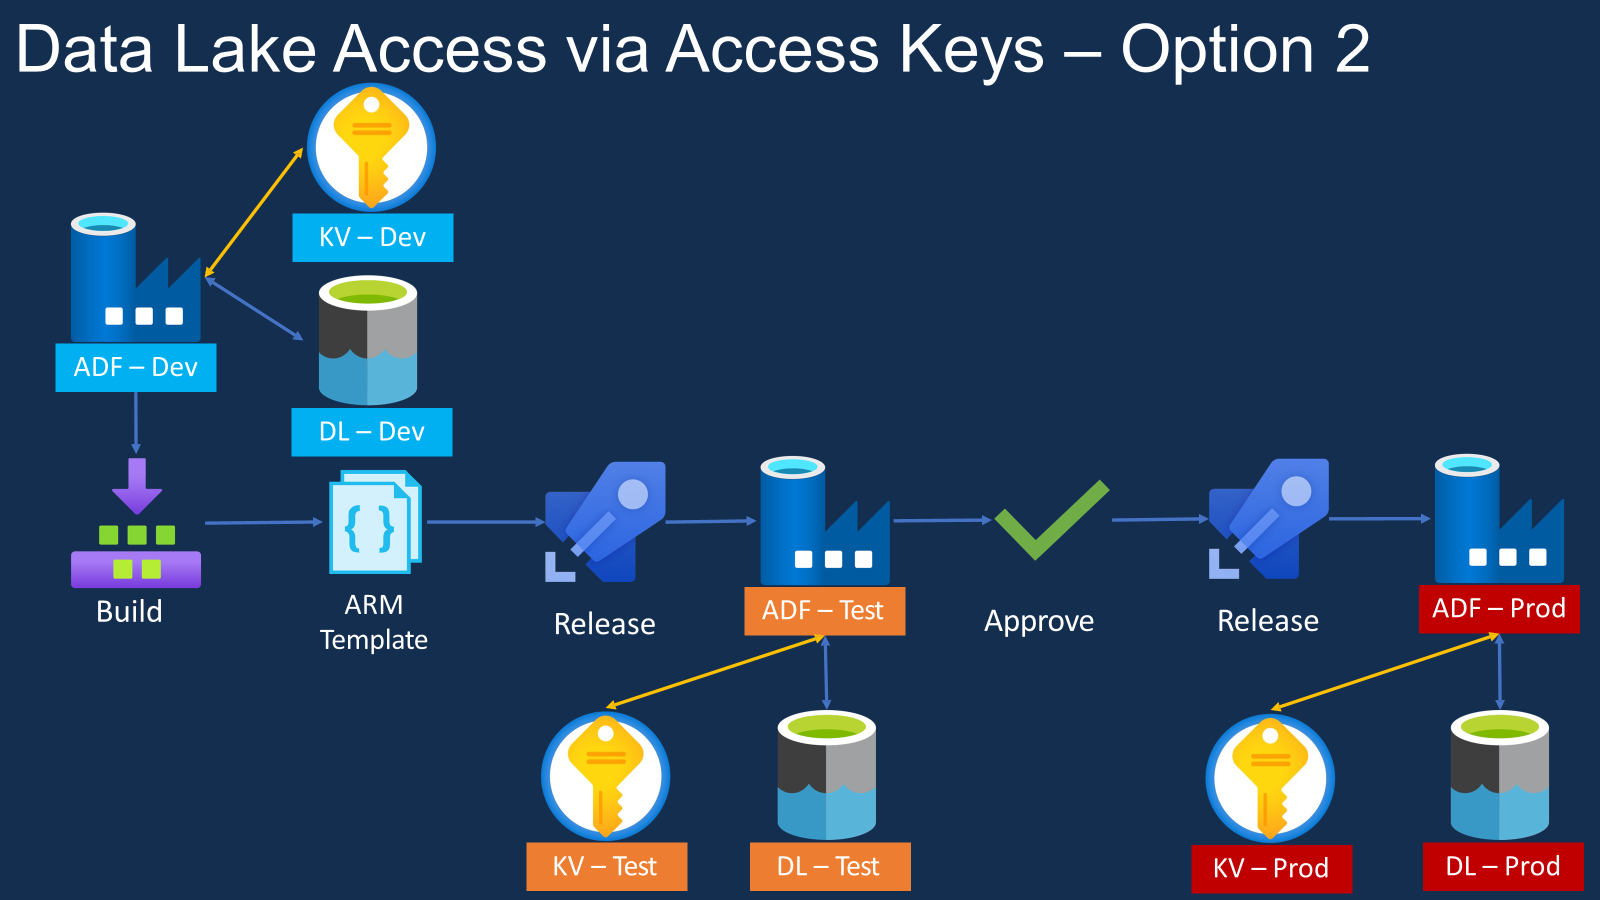 Data Lake Access via Access Keys – Option 2
KV – Dev
ADF – Dev
DL – Dev
{ }
Build
ARM
Template
Release
ADF – Test
Approve
Release
ADF – Prod
KV – Test
DL – Test
KV – Prod
DL – Prod